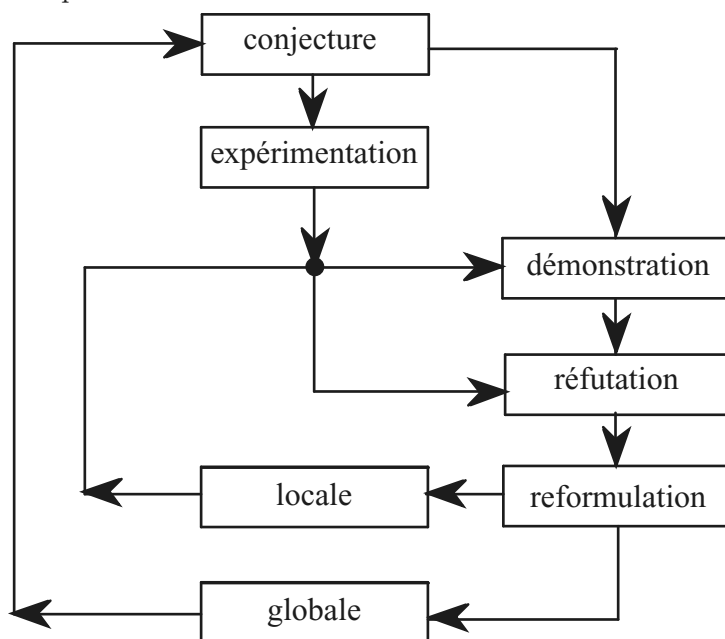 conjecture
expérimentation
démonstration
réfutation
locale
reformulation
globale